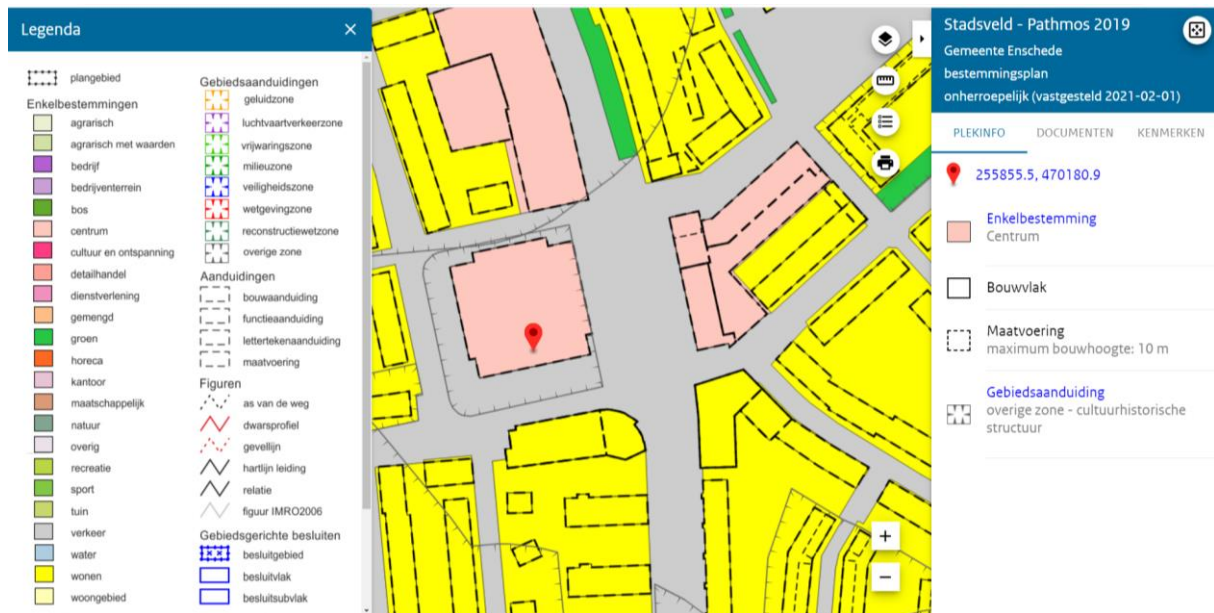 Legenda
plangebied
Enkelbestemmingen
agrarisch
agrarisch met waarden
bedrijf
bedrijventerrein
bos
centrum
cultuur en ontspanning
detailhandel
dienstverlening
gemengd
groen
horeca
kantoor
maatschappelijk
natuur
overig
recreatie
sport
tuin
verkeer
water
wonen
woongebied
Gebiedsaanduidingen
geluidzone
luchtvaartverkeerzone
vrijwaringszone
milieuzone
veiligheidszone
wetgevingzone
reconstructiewetzone
overige zone
Aanduidingen
bouwaanduiding
functieaanduiding
lettertekenaanduiding
maatvoering
Figuren
as van de weg
dwarsprofiel
gevellijn
hartlijn leiding
relatie
figuur IMRO2006
Gebiedsgerichte besluiten
besluitgebied
besluitvlak
besluitsubvlak
Stadsveld - Pathmos 2019
Gemeente Enschede
bestemmingsplan
onherroepelijk (vastgesteld 2021-02-01)
PLEKINFO DOCUMENTEN KENMERKEN
255855.5, 470180.9
Enkelbestemming
Centrum
Bouwvlak
Maatvoering
maximum bouwhoogte: 10 m
Gebiedsaanduiding
overige zone - cultuurhistorische
structuur